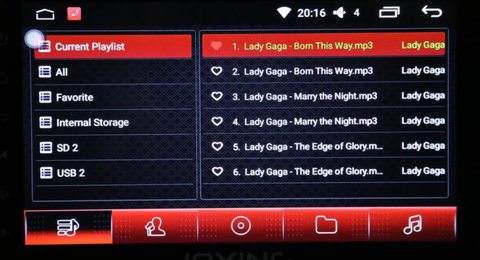 20:16 4
Current Playlist
All
Favorite
Internal Storage
SD 2
USB 2
1. Lady Gaga - Born This Way.mp3 Lady Gaga
2. Lady Gaga - Born This Way.mp3 Lady Gaga
3. Lady Gaga - Marry the Night.mp3 Lady Gaga
4. Lady Gaga - Marry the Night.mp3 Lady Gaga
5. Lady Gaga - The Edge of Glory.m... Lady Gaga
6. Lady Gaga - The Edge of Glory.m... Lady Gaga